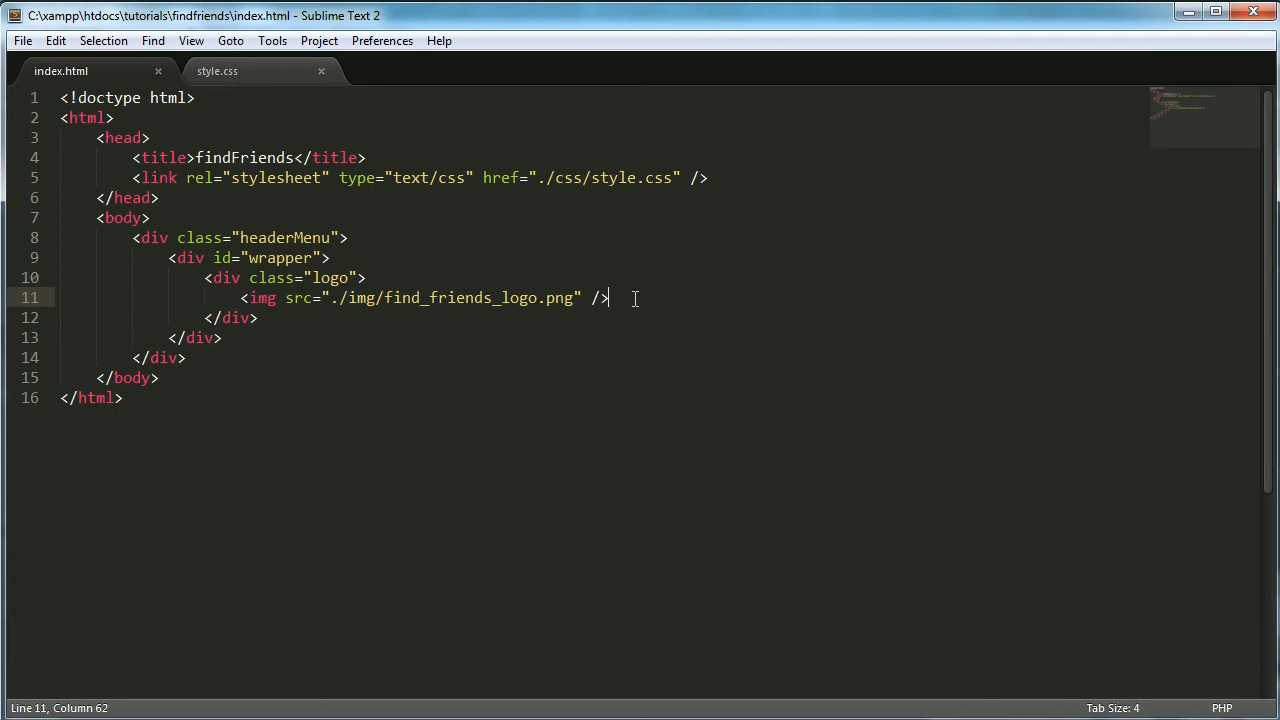 C:\xampp\htdocs\tutorials\findfriends\index.html - Sublime Text 2
File Edit Selection Find View Goto Tools Project Preferences Help
index.html × style.css ×
1 <!doctype html>
2 <html>
3 <head>
4 <title>findFriends</title>
5 <link rel="stylesheet" type="text/css" href="./css/style.css" />
6 </head>
7 <body>
8 <div class="headerMenu">
9 <div id="wrapper">
10 <div class="logo">
11 <img src="./img/find_friends_logo.png" />
12 </div>
13 </div>
14 </div>
15 </body>
16 </html>
Line 11, Column 62 Tab Size: 4 PHP